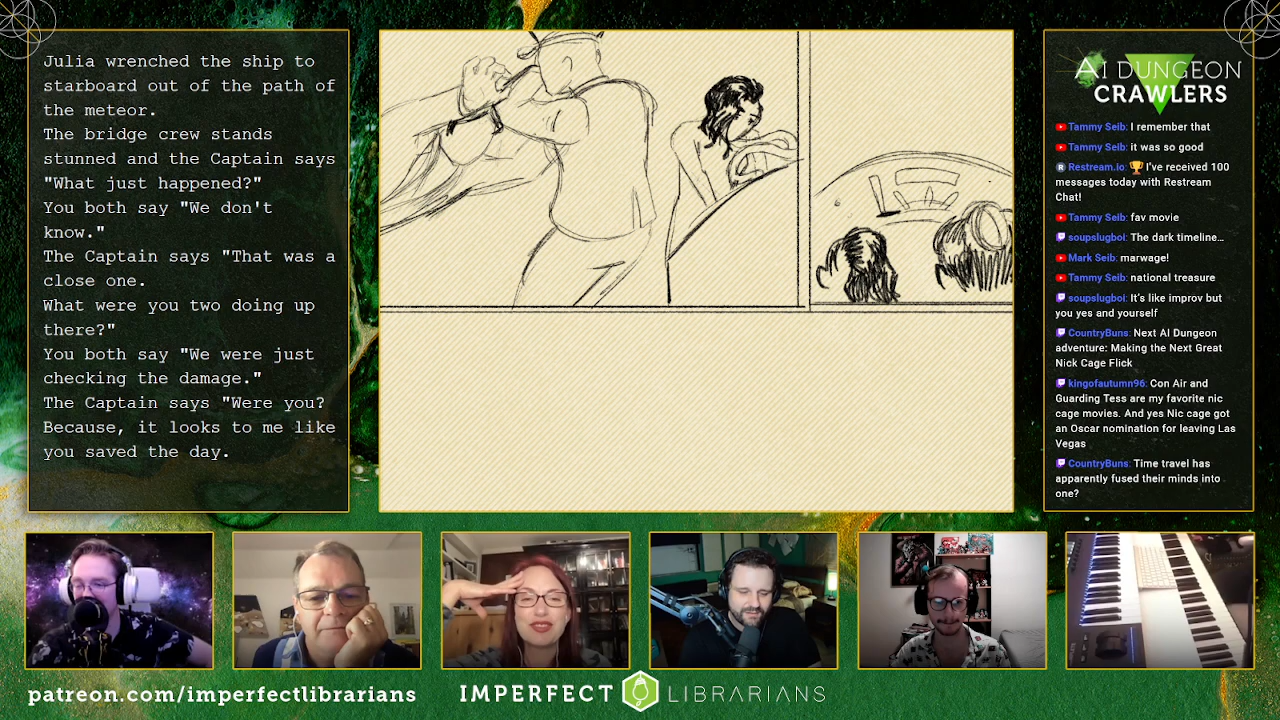 Julia wrenched the ship to
starboard out of the path of
the meteor.
The bridge crew stands
stunned and the Captain says
"What just happened?"
You both say "We don't
know."
The Captain says "That was a
close one.
What were you two doing up
there?"
You both say "We were just
checking the damage."
The Captain says "Were you?
Because, it looks to me like
you saved the day.
AI DUNGEON
CRAWLERS
Tammy Seib: I remember that
Tammy Seib: it was so good
Restream.io: 🏆 I've received 100
messages today with Restream
Chat!
Tammy Seib: fav movie
soupslugboi: The dark timeline...
Mark Seib: marwage!
Tammy Seib: national treasure
soupslugboi: It's like improv but
you yes and yourself
CountryBuns: Next AI Dungeon
adventure: Making the Next Great
Nick Cage Flick
kingofautumn96: Con Air and
Guarding Tess are my favorite nic
cage movies. And yes Nic cage got
an Oscar nomination for leaving Las
Vegas
CountryBuns: Time travel has
apparently fused their minds into
one?
patreon.com/imperfectlibrarians
IMPERFECT LIBRARIANS